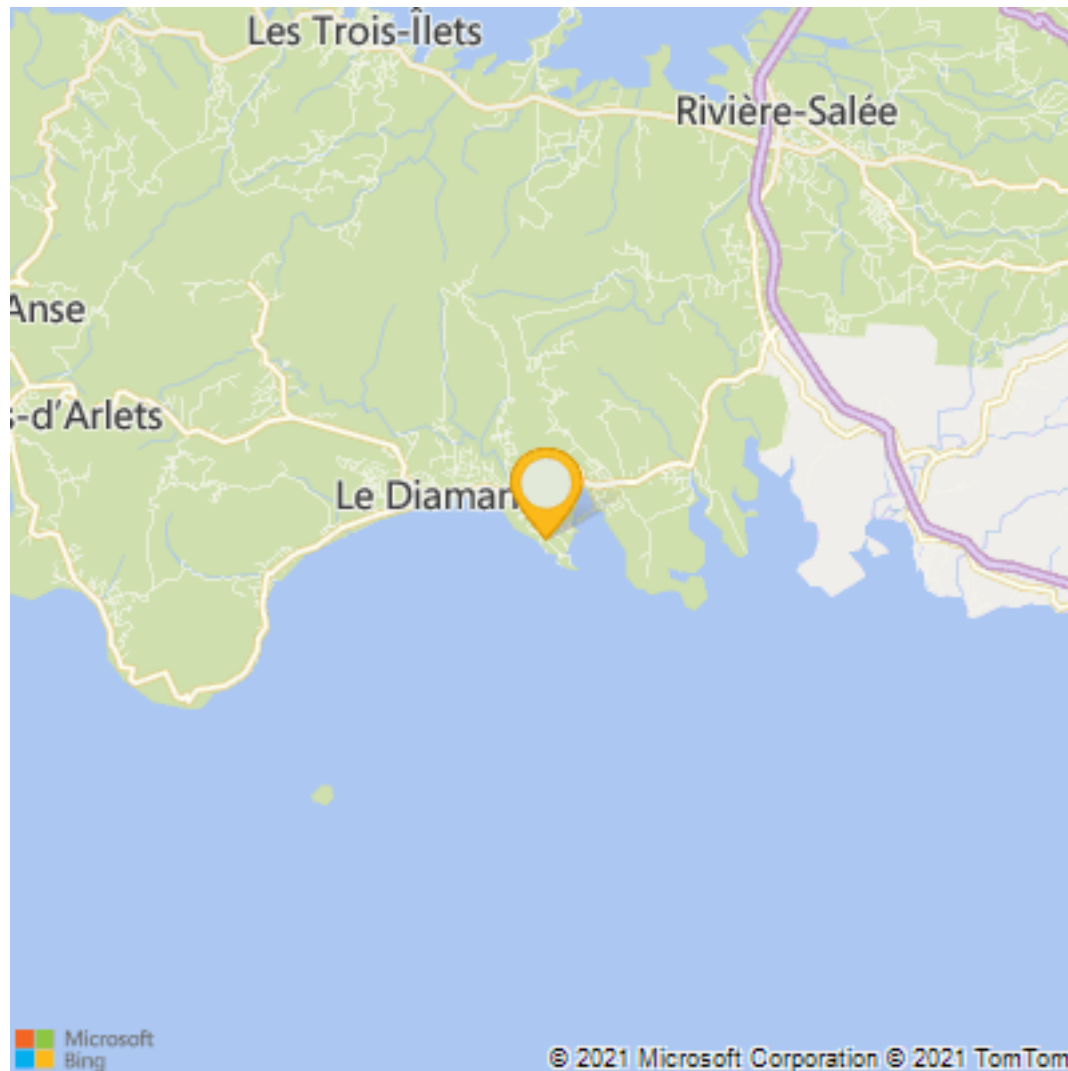 Les Trois-Îlets
Rivière-Salée
Anse
s-d'Arlets
Le Diaman
Microsoft
Bing
© 2021 Microsoft Corporation © 2021 TomTom